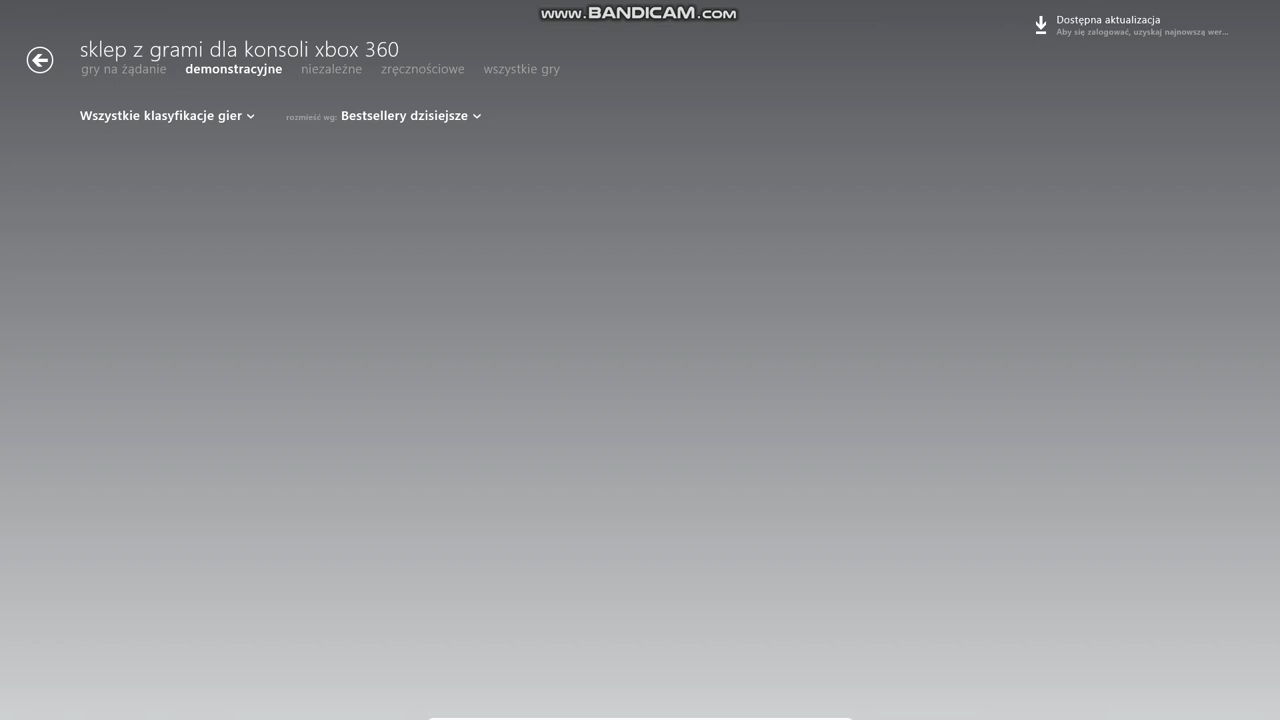 www.BANDICAM.com
Dostępna aktualizacja
Aby się zalogować, uzyskaj najnowszą wer...
sklep z grami dla konsoli xbox 360
gry na żądanie demonstracyjne niezależne zręcznościowe wszystkie gry
Wszystkie klasyfikacje gier rozmieść wg: Bestsellery dzisiejsze